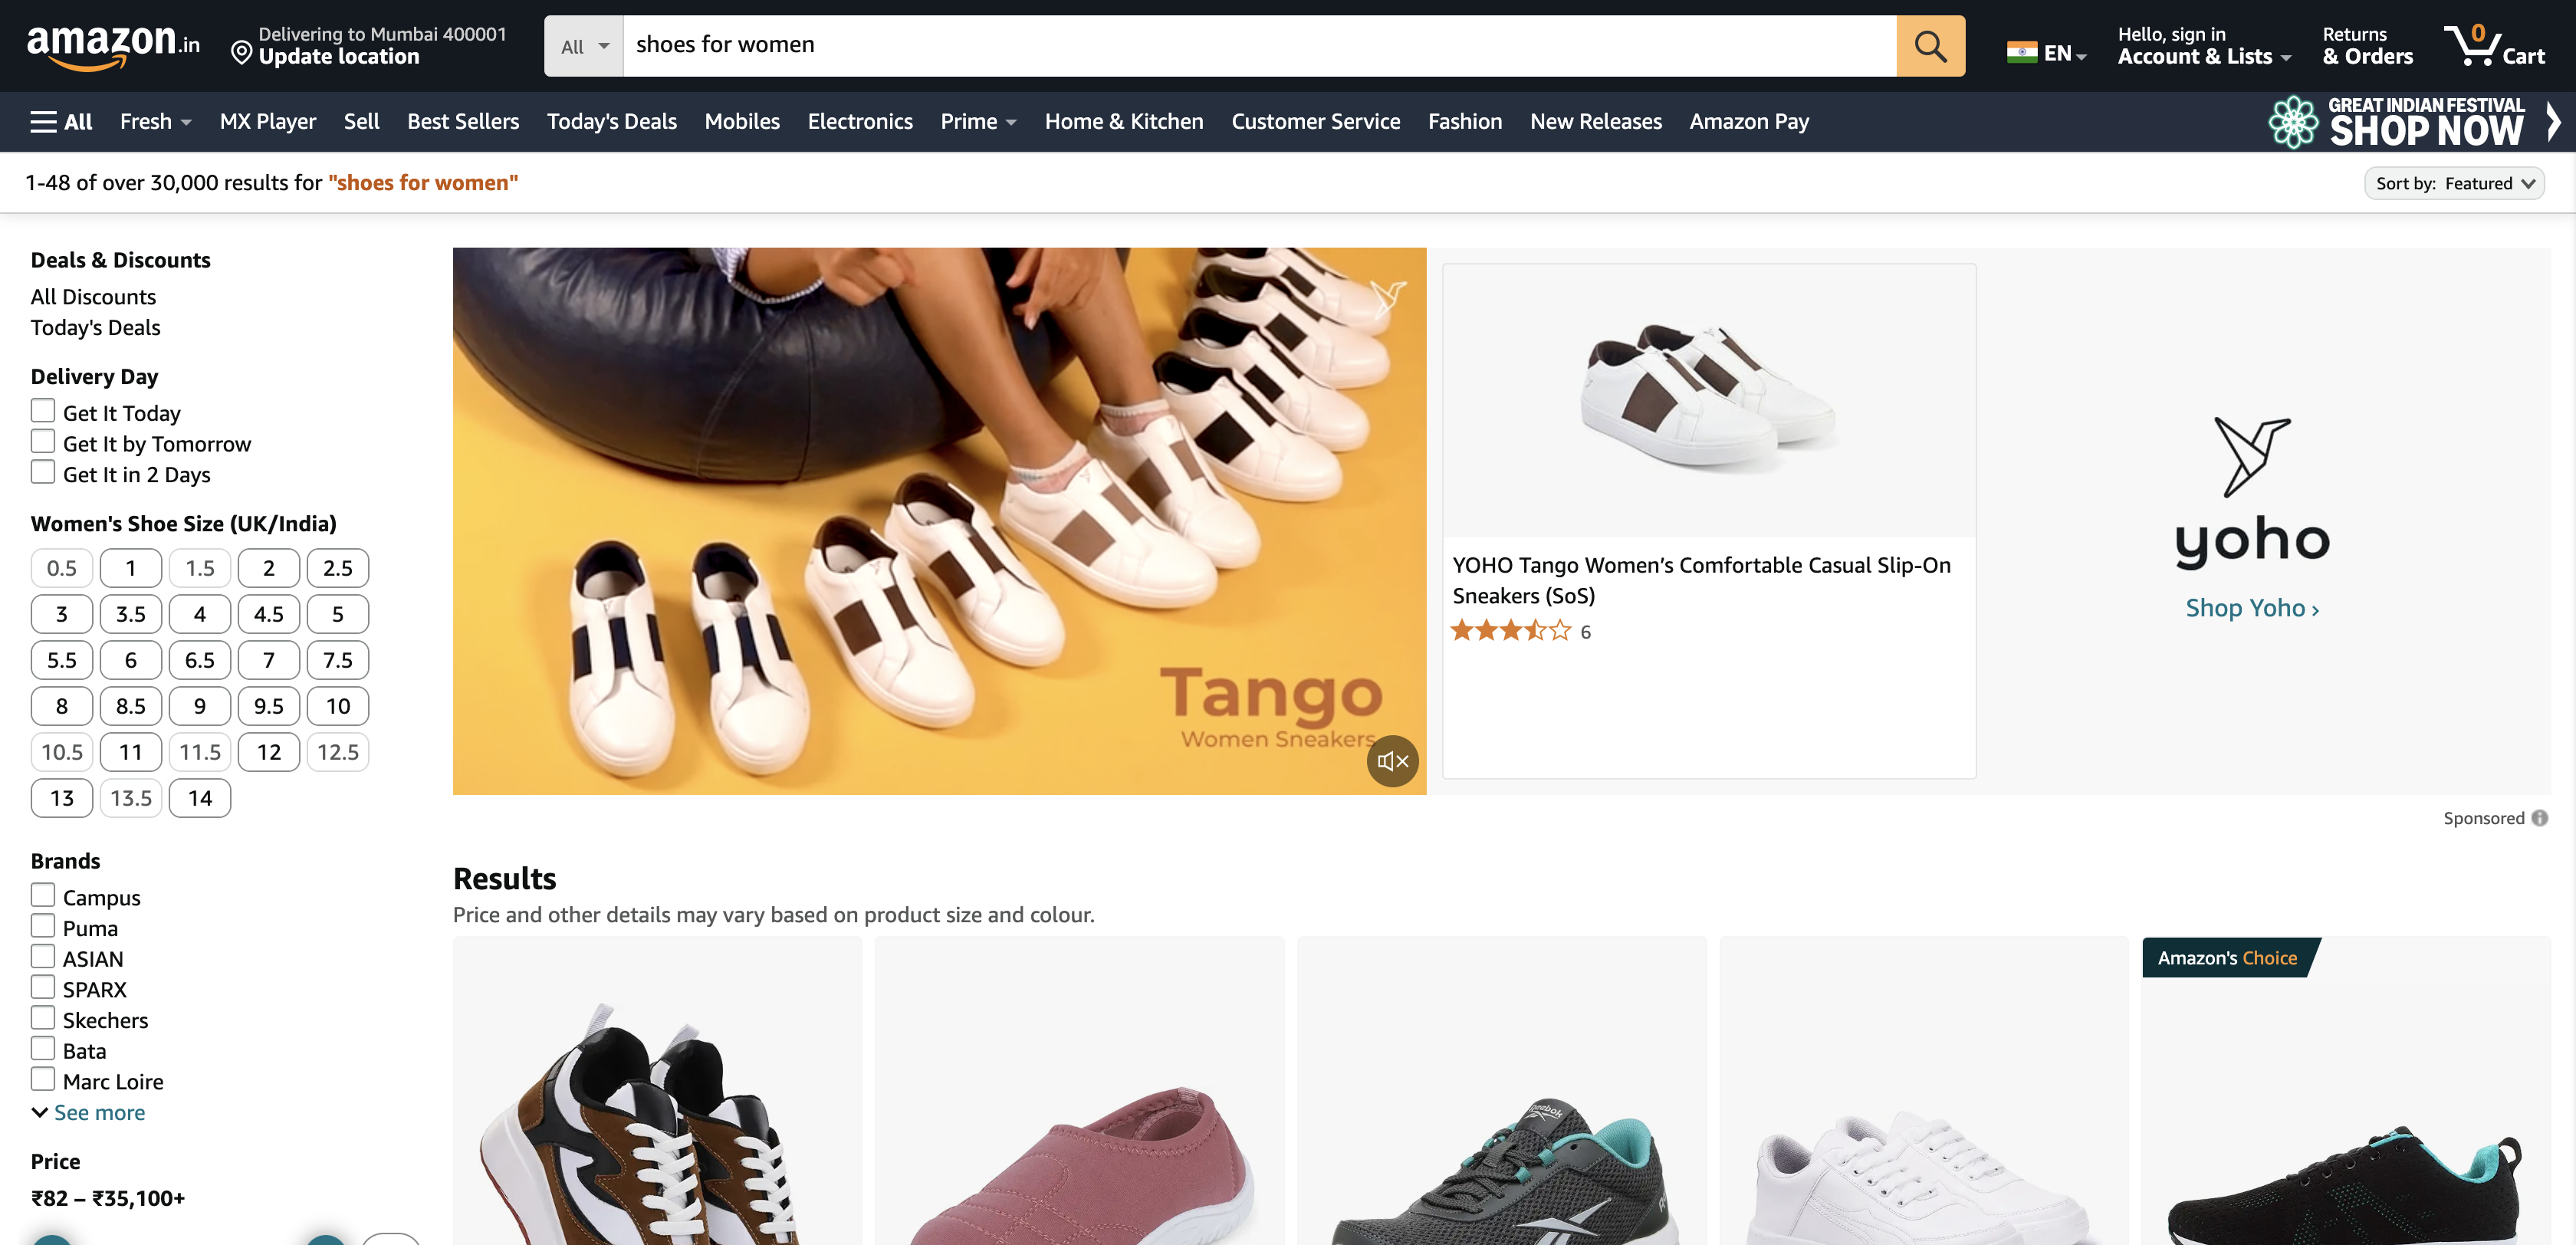 amazon.in
Delivering to Mumbai 400001
Update location
All
shoes for women
EN
Hello, sign in
Account & Lists
Returns
& Orders
0
Cart
All
Fresh
MX Player
Sell
Best Sellers
Today's Deals
Mobiles
Electronics
Prime
Home & Kitchen
Customer Service
Fashion
New Releases
Amazon Pay
GREAT INDIAN FESTIVAL
SHOP NOW
1-48 of over 30,000 results for "shoes for women"
Sort by: Featured
Deals & Discounts
All Discounts
Today's Deals
Delivery Day
Get It Today
Get It by Tomorrow
Get It in 2 Days
Women's Shoe Size (UK/India)
0.5 1 1.5 2 2.5
3 3.5 4 4.5 5
5.5 6 6.5 7 7.5
8 8.5 9 9.5 10
10.5 11 11.5 12 12.5
13 13.5 14
Brands
Campus
Puma
ASIAN
SPARX
Skechers
Bata
Marc Loire
See more
Price
₹82 – ₹35,100+
Tango
Women Sneakers
YOHO Tango Women's Comfortable Casual Slip-On
Sneakers (SoS)
6
yoho
Shop Yoho ›
Sponsored
Results
Price and other details may vary based on product size and colour.
Reebok
Amazon's Choice